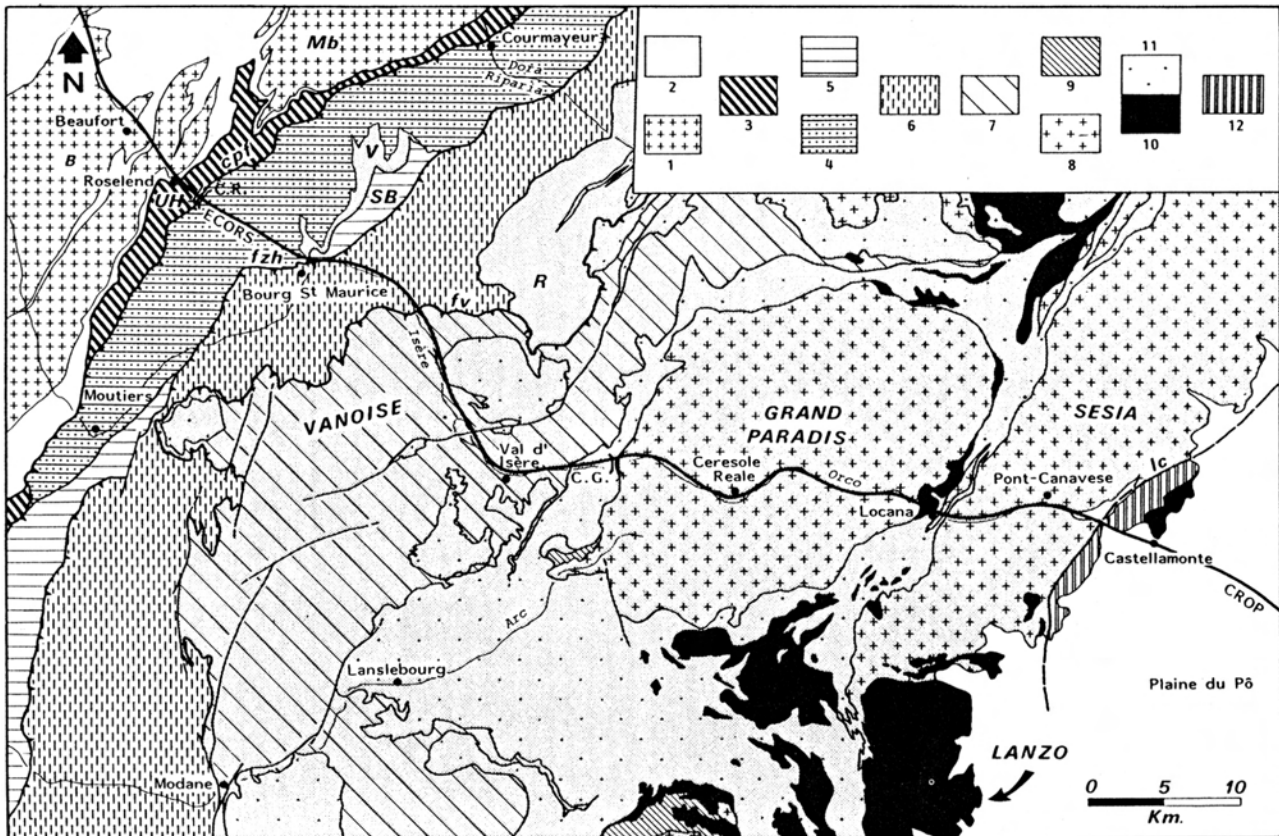 N
Mb
Courmayeur
Dora
Riparia
Beaufort
B
cpf
V
Roselend
C.R.
UH
SB
ECORS
fzh
R
Bourg St Maurice
fv
Isère
Moutiers
VANOISE
GRAND
PARADIS
SESIA
Val d'
Isère
C.G.
Ceresole
Reale
Orco
Pont-Canavese
lc
Locana
Castellamonte
CROP
Arc
Lanslebourg
Plaine du Pô
Modane
LANZO
0 5 10
Km.
2
5
9
11
3
6
7
12
1
4
8
10